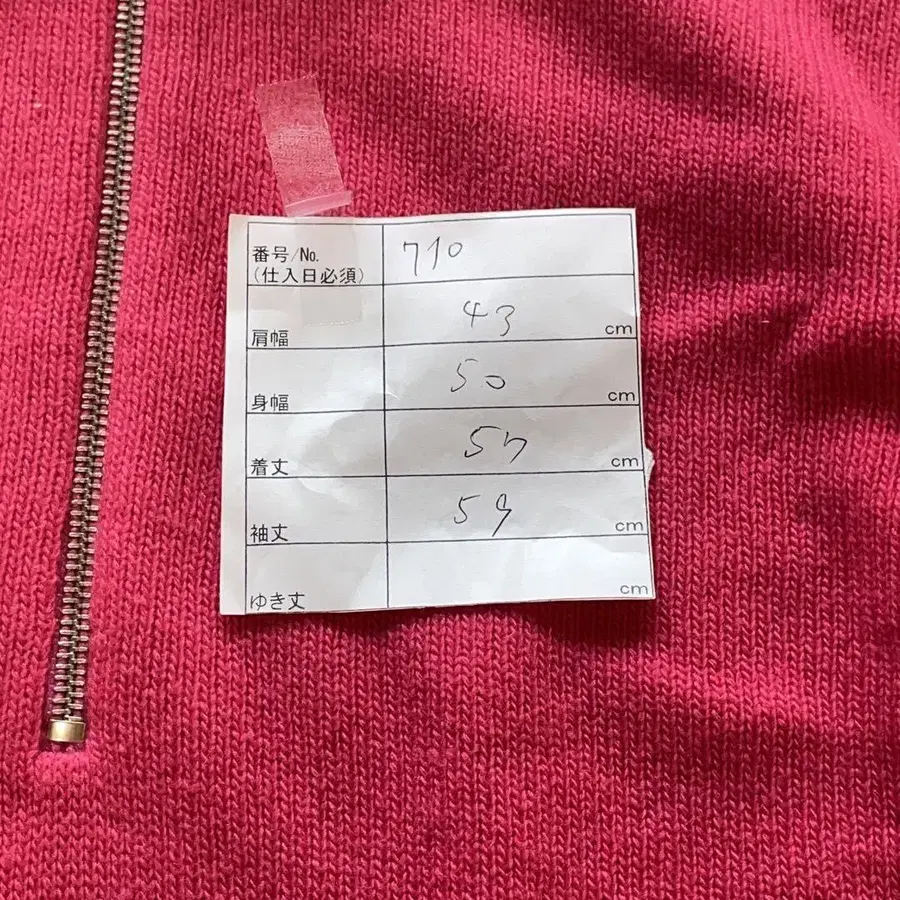 番号/No. 710
(仕入日必須)
肩幅 43 cm
身幅 50 cm
着丈 57 cm
袖丈 59 cm
ゆき丈 cm